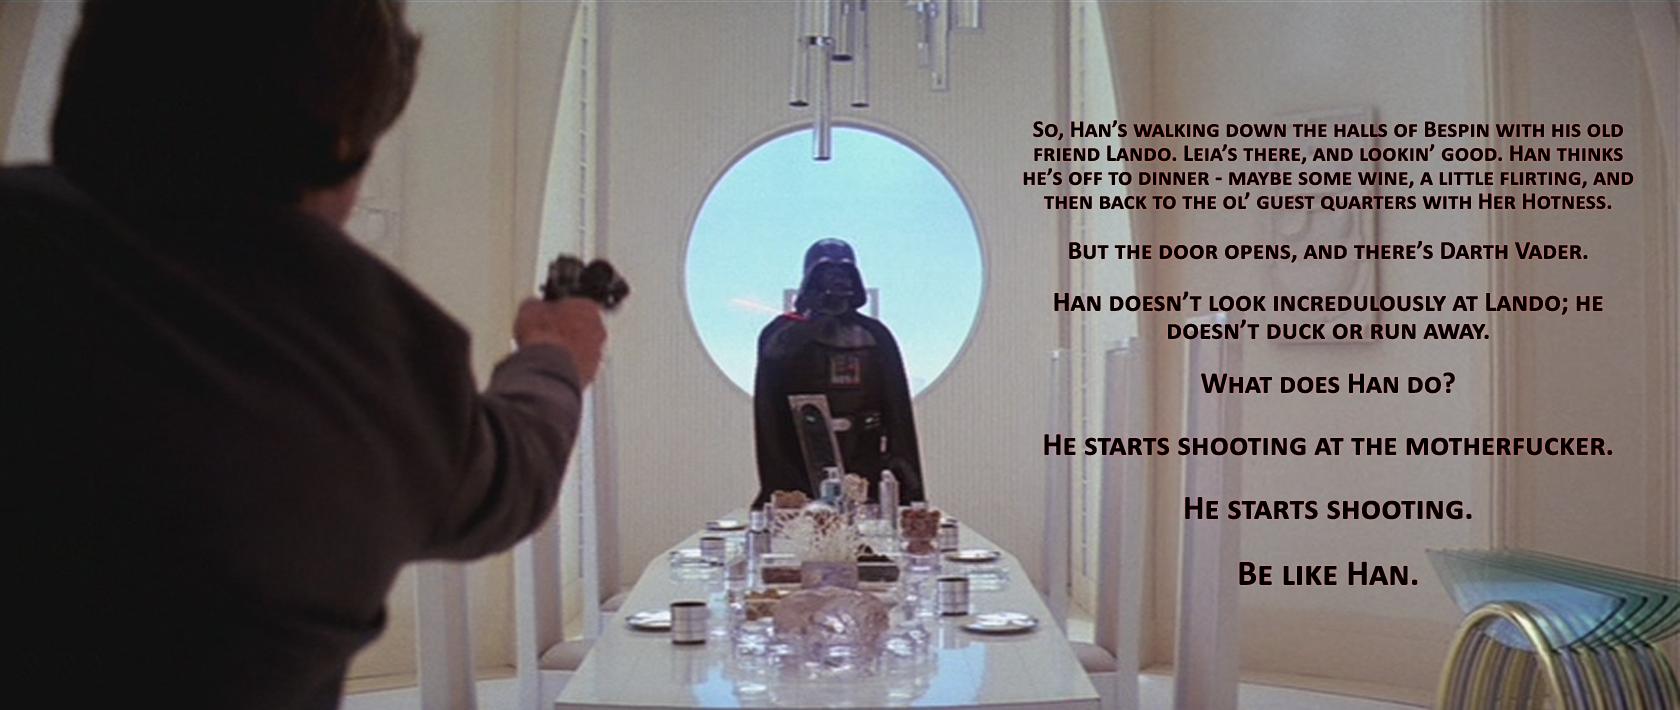 So, Han's walking down the halls of Bespin with his old
friend Lando. Leia's there, and lookin' good. Han thinks
he's off to dinner - maybe some wine, a little flirting, and
then back to the ol' guest quarters with Her Hotness.
But the door opens, and there's Darth Vader.
Han doesn't look incredulously at Lando; he
doesn't duck or run away.
What does Han do?
He starts shooting at the motherfucker.
He starts shooting.
Be like Han.